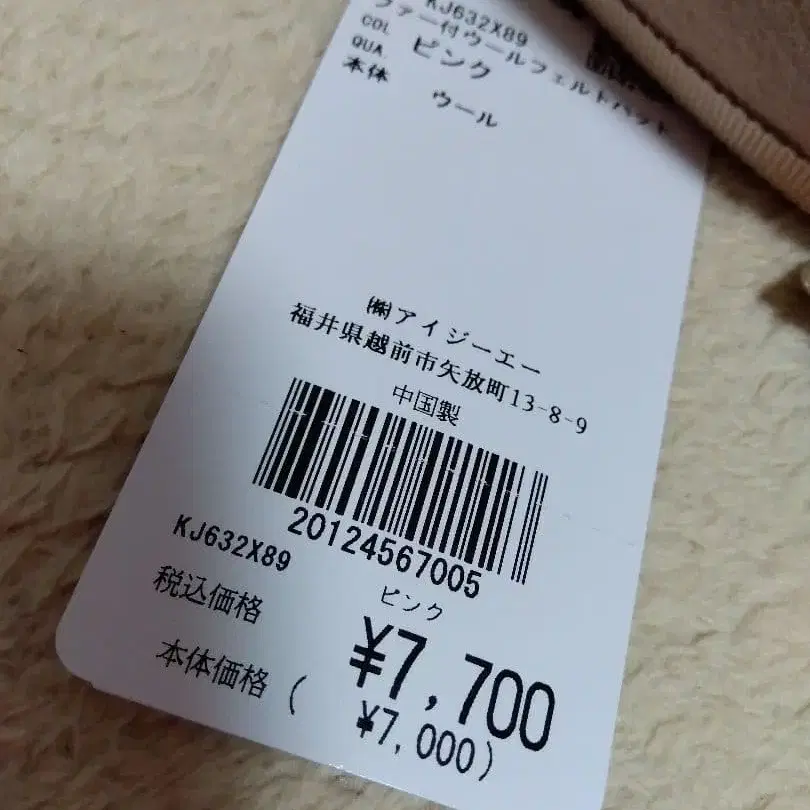 KJ632X89
ファー付ウールフェルトハット
COL ピンク
QUA.
本体 ウール
㈱アイジーエー
福井県越前市矢放町13-8-9
中国製
20124567005
KJ632X89 ピンク
税込価格 ¥7,700
本体価格 ( ¥7,000)